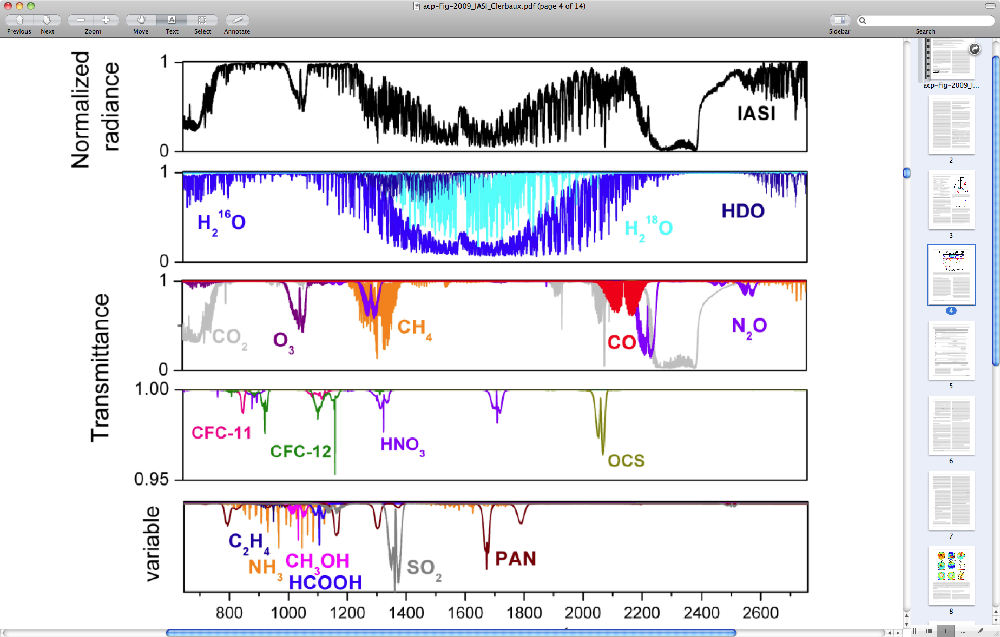 acp-Fig-2009_IASI_Clerbaux.pdf (page 4 of 14)
Previous Next Zoom Move Text Select Annotate Sidebar Search
A
acp-Fig-2009_I...
2
3
4
5
6
7
8
Normalized
radiance
1
0
IASI
1
0
H₂¹⁶O
H₂¹⁸O
HDO
Transmittance
1
0
CO₂
O₃
CH₄
CO
N₂O
1.00
0.95
CFC-11
CFC-12
HNO₃
OCS
variable
C₂H₄
NH₃
CH₃OH
HCOOH
SO₂
PAN
800 1000 1200 1400 1600 1800 2000 2200 2400 2600